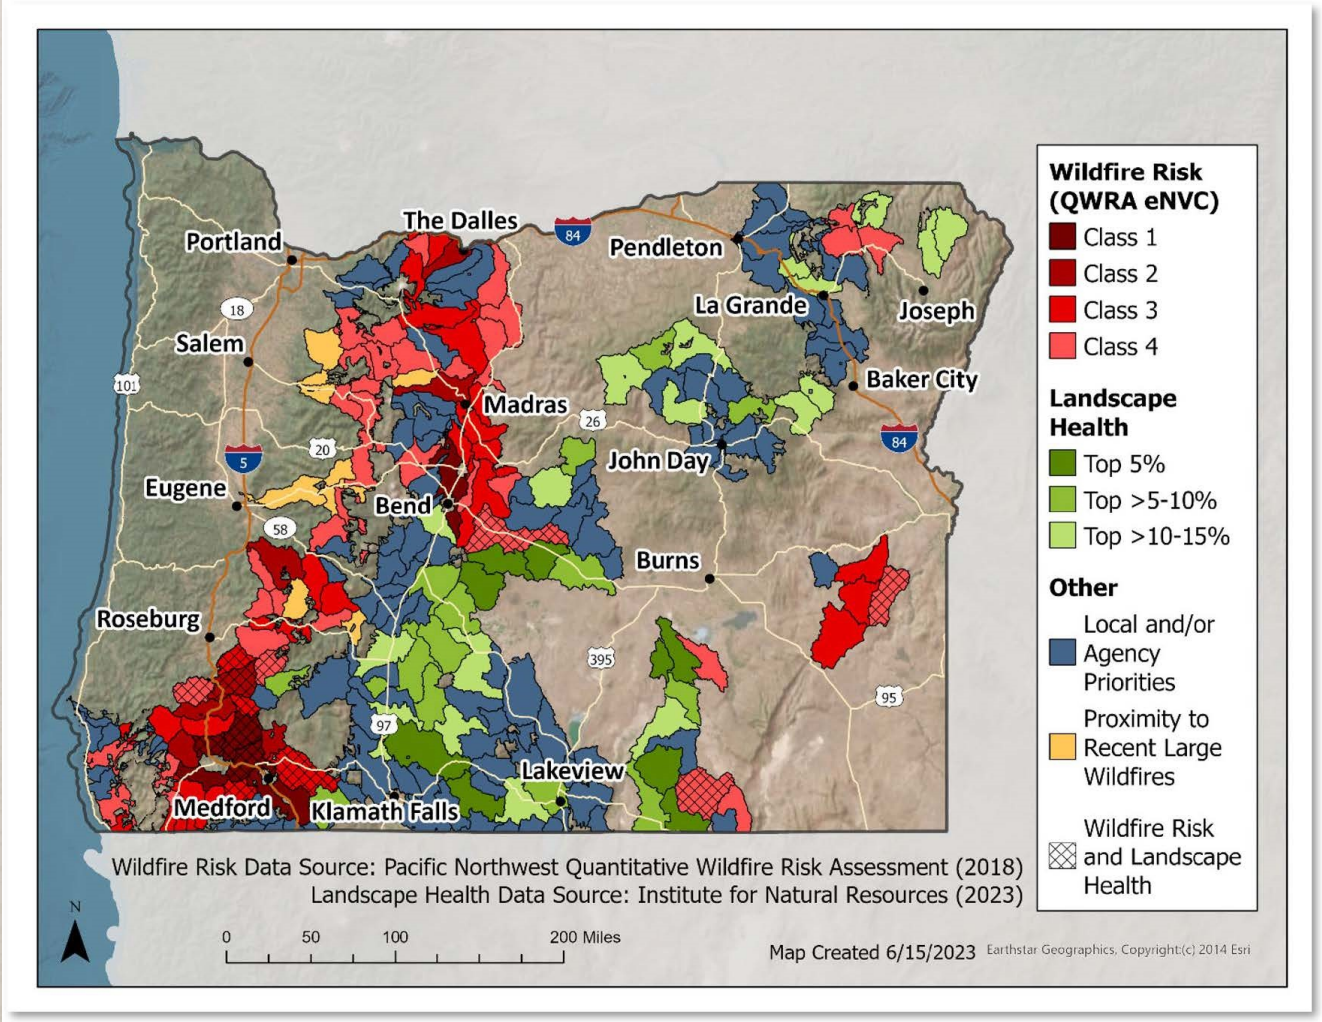 The Dalles
84
Portland
Pendleton
18
La Grande
Joseph
Salem
101
Baker City
Madras
26
84
20
5
John Day
Eugene
Bend
58
Burns
Roseburg
395
95
97
Lakeview
Medford
Klamath Falls
Wildfire Risk
(QWRA eNVC)
Class 1
Class 2
Class 3
Class 4
Landscape
Health
Top 5%
Top >5-10%
Top >10-15%
Other
Local and/or
Agency
Priorities
Proximity to
Recent Large
Wildfires
Wildfire Risk
and Landscape
Health
Wildfire Risk Data Source: Pacific Northwest Quantitative Wildfire Risk Assessment (2018)
Landscape Health Data Source: Institute for Natural Resources (2023)
N
0 50 100 200 Miles
Map Created 6/15/2023 Earthstar Geographics, Copyright:(c) 2014 Esri